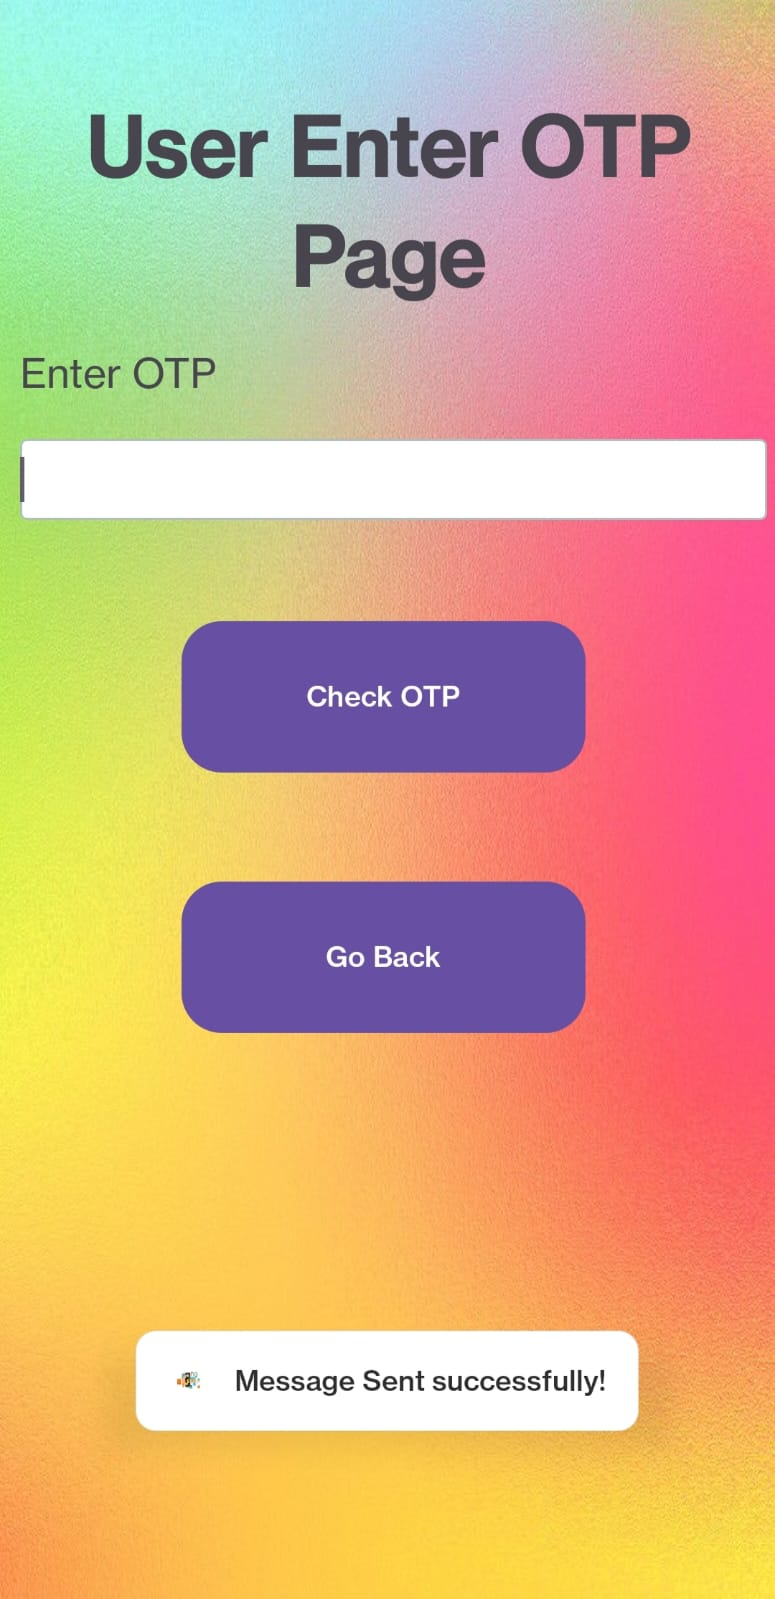 User Enter OTP
Page
Enter OTP
Check OTP
Go Back
Message Sent successfully!